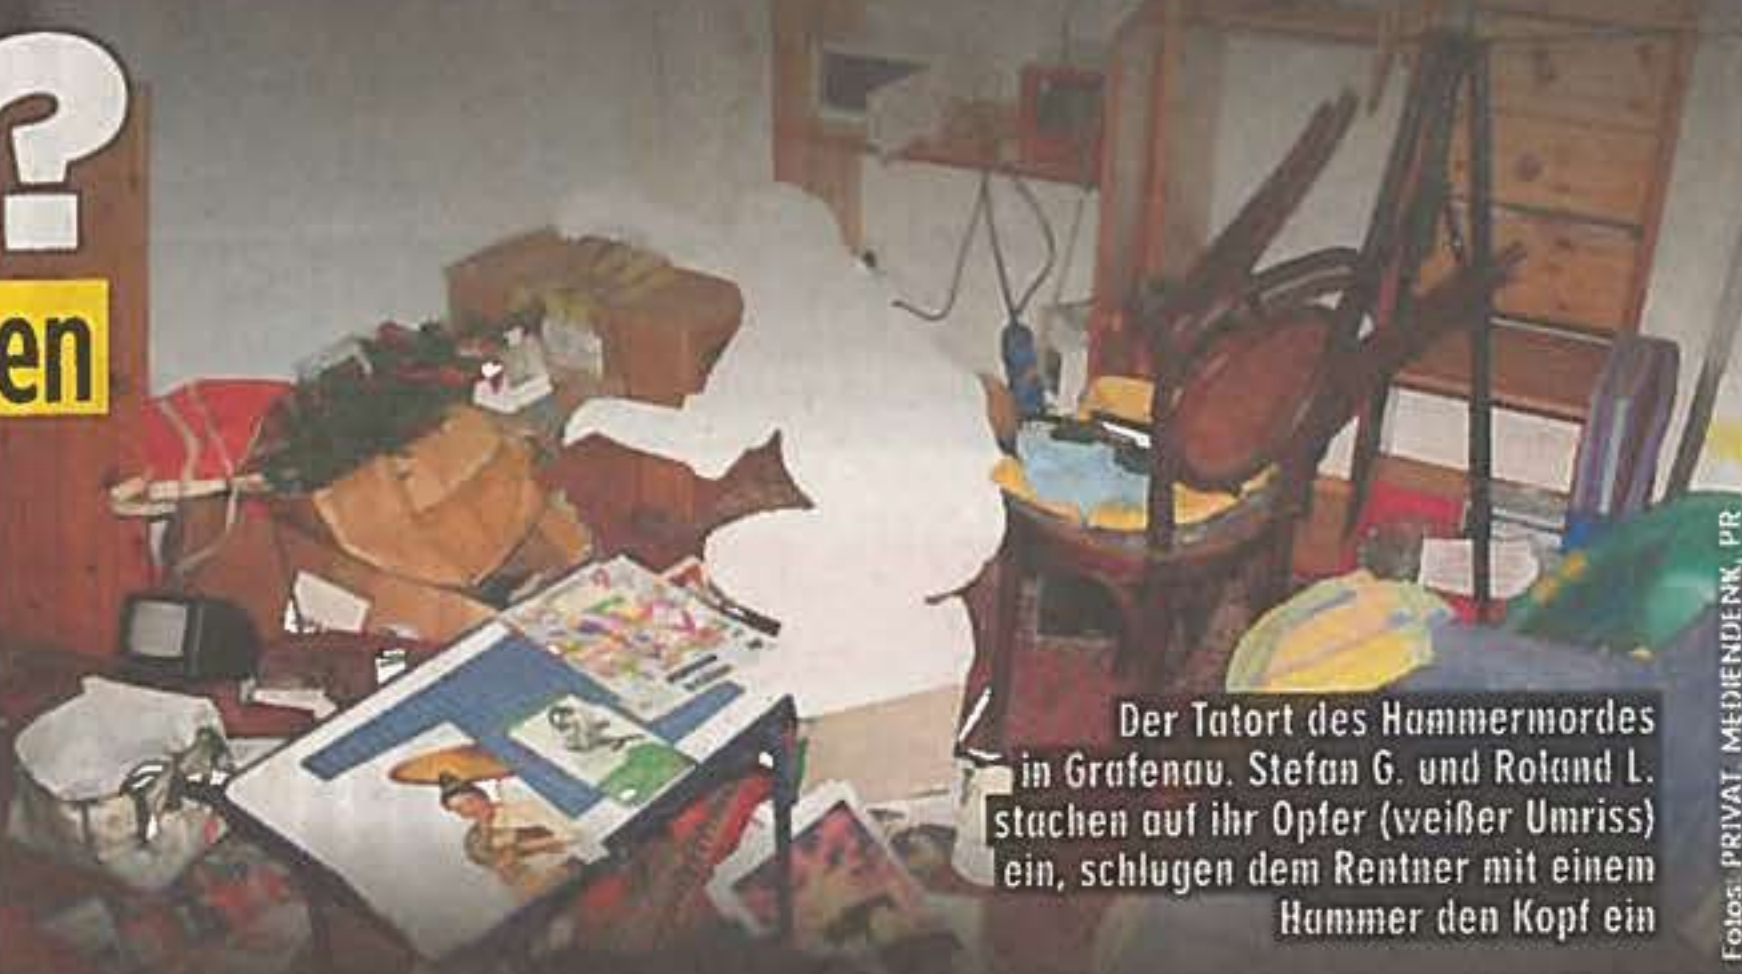 ?
en
Der Tatort des Hammermordes
in Grafenau. Stefan G. und Roland L.
stachen auf ihr Opfer (weißer Umriss)
ein, schlugen dem Rentner mit einem
Hammer den Kopf ein
Fotos: PRIVAT, MEDIENDENK, PR